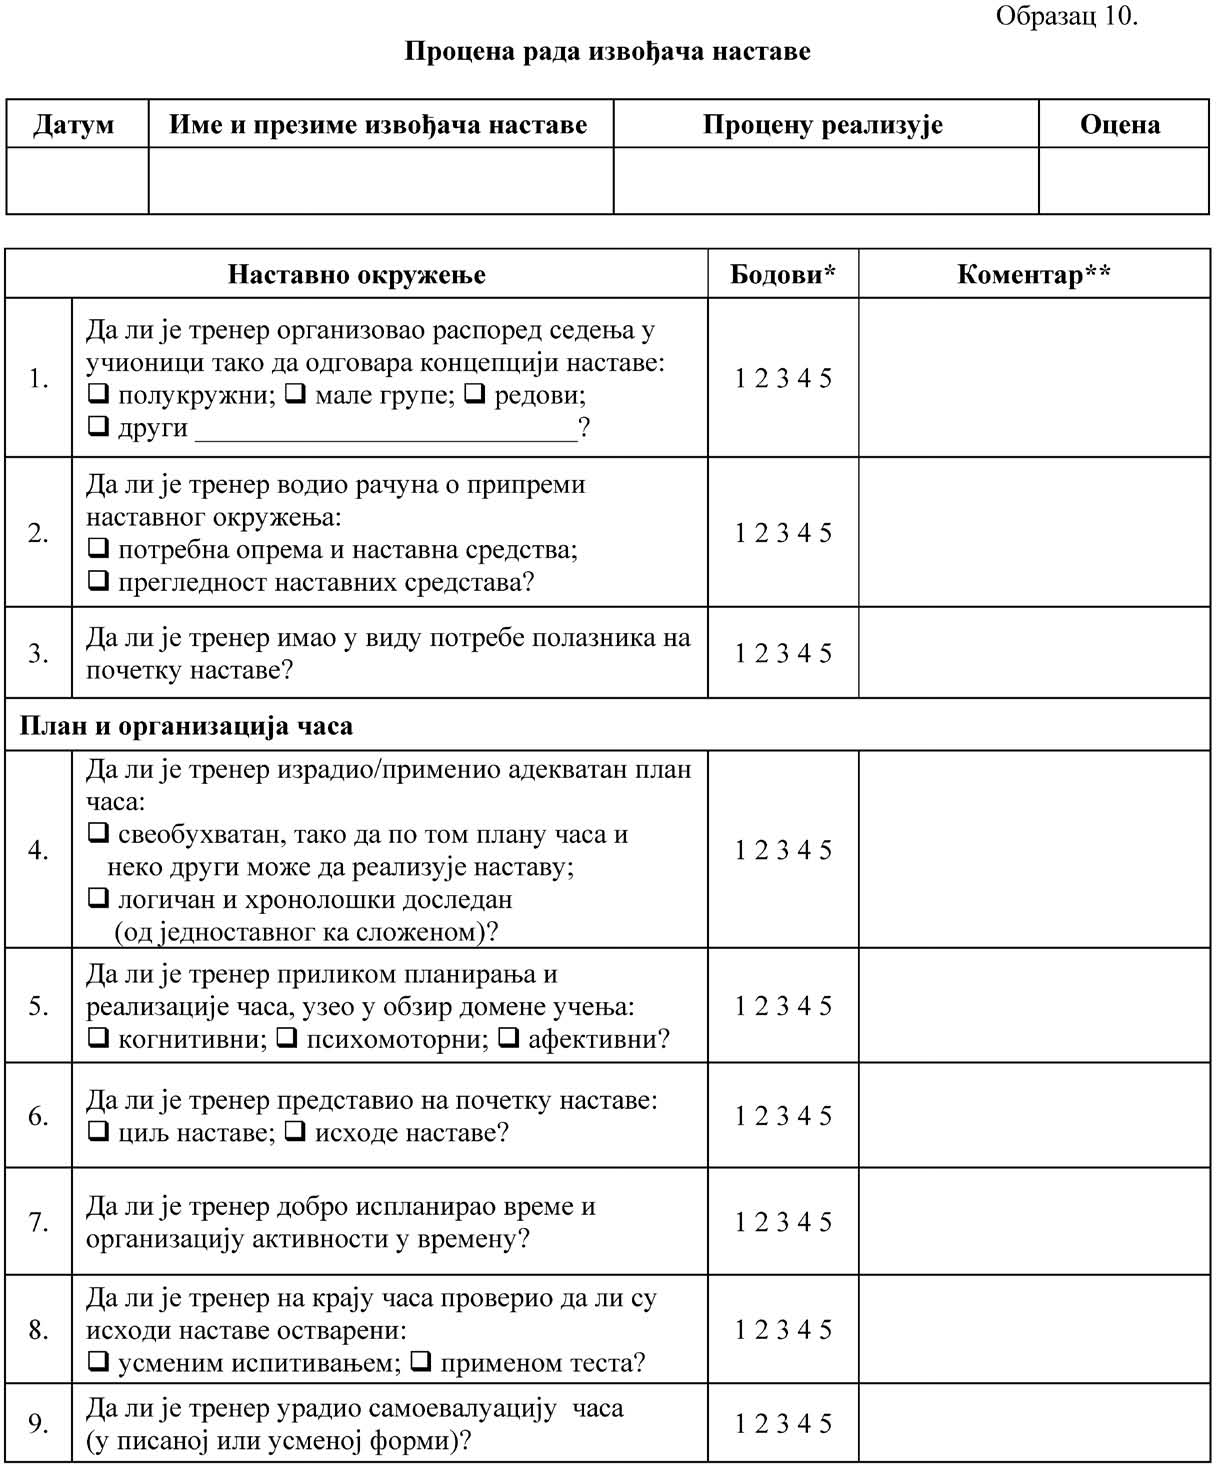 Образац 10.
Процена рада извођача наставе
Датум Име и презиме извођача наставе Процену реализује Оцена
Наставно окружење Бодови* Коментар**
1. Да ли је тренер организовао распоред седења у
учионици тако да одговара концепцији наставе:
❑ полукружни; ❑ мале групе; ❑ редови;
❑ други ___________________________?
1 2 3 4 5
2. Да ли је тренер водио рачуна о припреми
наставног окружења:
❑ потребна опрема и наставна средства;
❑ прегледност наставних средстава?
1 2 3 4 5
3. Да ли је тренер имао у виду потребе полазника на
почетку наставе?
1 2 3 4 5
План и организација часа
4. Да ли је тренер израдио/применио адекватан план
часа:
❑ свеобухватан, тако да по том плану часа и
неко други може да реализује наставу;
❑ логичан и хронолошки доследан
(од једноставног ка сложеном)?
1 2 3 4 5
5. Да ли је тренер приликом планирања и
реализације часа, узео у обзир домене учења:
❑ когнитивни; ❑ психомоторни; ❑ афективни?
1 2 3 4 5
6. Да ли је тренер представио на почетку наставе:
❑ циљ наставе; ❑ исходе наставе?
1 2 3 4 5
7. Да ли је тренер добро испланирао време и
организацију активности у времену?
1 2 3 4 5
8. Да ли је тренер на крају часа проверио да ли су
исходи наставе остварени:
❑ усменим испитивањем; ❑ применом теста?
1 2 3 4 5
9. Да ли је тренер урадио самоевалуацију часа
(у писаној или усменој форми)?
1 2 3 4 5